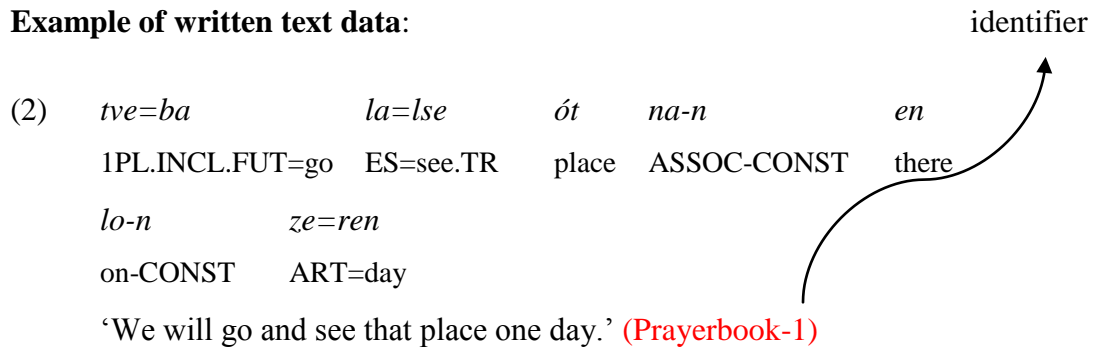 Example of written text data: identifier
(2) tve=ba la=lse ót na-n en
1PL.INCL.FUT=go ES=see.TR place ASSOC-CONST there
lo-n ze=ren
on-CONST ART=day
‘We will go and see that place one day.’ (Prayerbook-1)